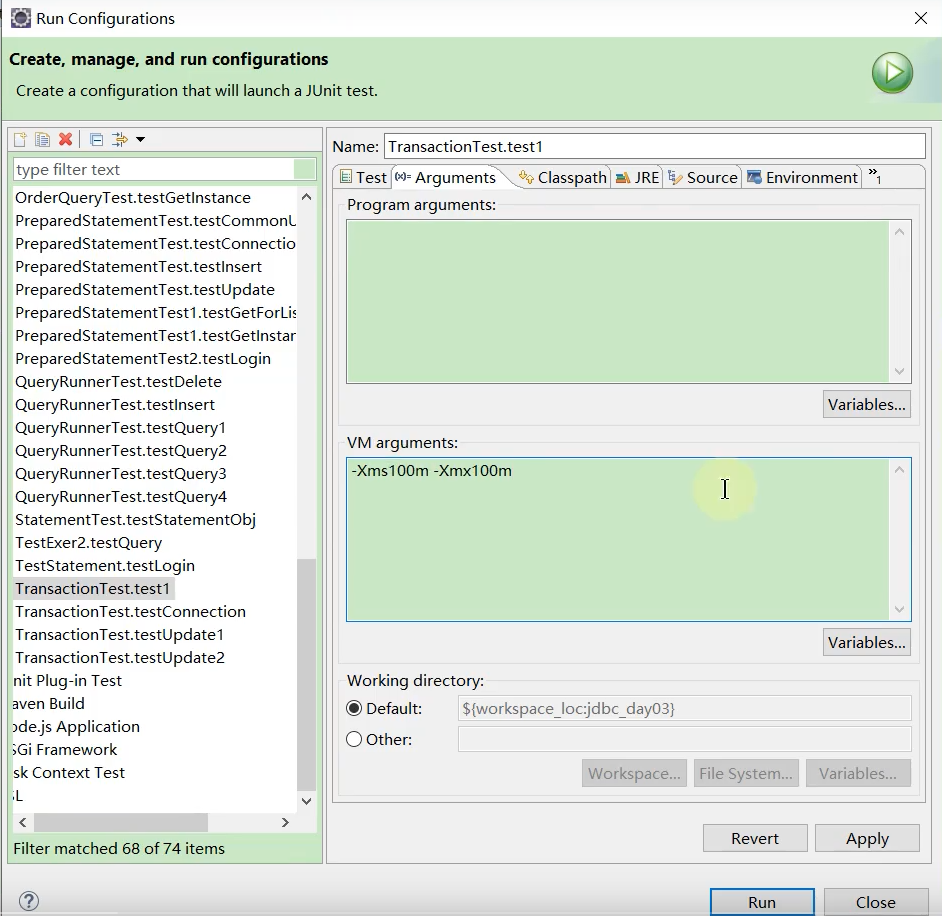 Run Configurations
Create, manage, and run configurations
Create a configuration that will launch a JUnit test.
type filter text
OrderQueryTest.testGetInstance
PreparedStatementTest.testCommonU
PreparedStatementTest.testConnectio
PreparedStatementTest.testInsert
PreparedStatementTest.testUpdate
PreparedStatementTest1.testGetForLis
PreparedStatementTest1.testGetInstar
PreparedStatementTest2.testLogin
QueryRunnerTest.testDelete
QueryRunnerTest.testInsert
QueryRunnerTest.testQuery1
QueryRunnerTest.testQuery2
QueryRunnerTest.testQuery3
QueryRunnerTest.testQuery4
StatementTest.testStatementObj
TestExer2.testQuery
TestStatement.testLogin
TransactionTest.test1
TransactionTest.testConnection
TransactionTest.testUpdate1
TransactionTest.testUpdate2
nit Plug-in Test
aven Build
ode.js Application
SGi Framework
sk Context Test
SL
Filter matched 68 of 74 items
Name: TransactionTest.test1
Test (x)= Arguments Classpath JRE Source Environment »1
Program arguments:
Variables...
VM arguments:
-Xms100m -Xmx100m
Variables...
Working directory:
Default: ${workspace_loc:jdbc_day03}
Other:
Workspace... File System... Variables...
Revert Apply
? Run Close